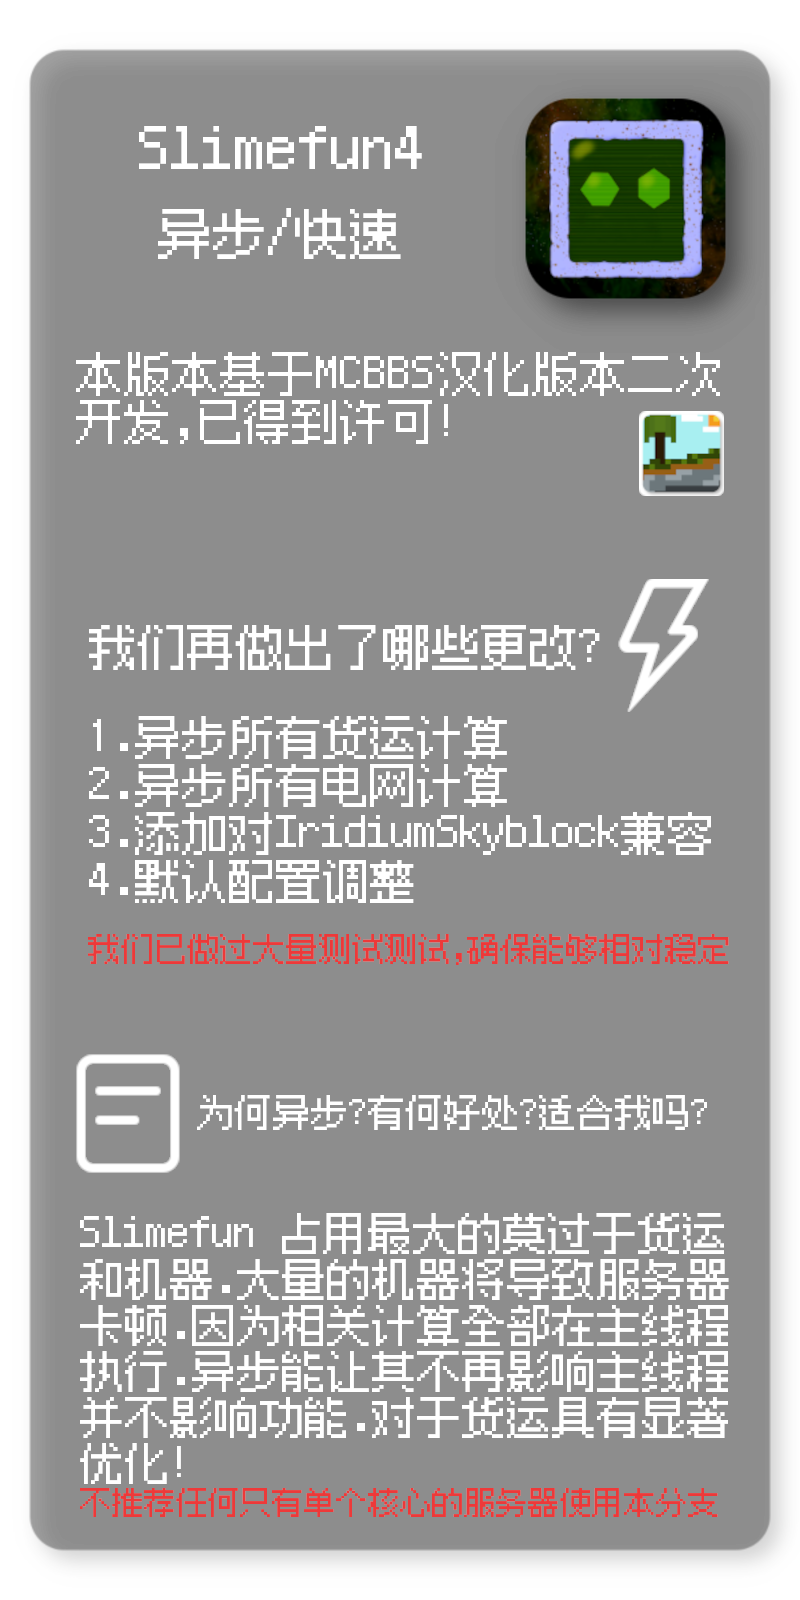 Slimefun4
异步/快速
本版本基于MCBBS汉化版本二次
开发,已得到许可!
我们再做出了哪些更改?
1.异步所有货运计算
2.异步所有电网计算
3.添加对IridiumSkyblock兼容
4.默认配置调整
我们已做过大量测试测试,确保能够相对稳定
为何异步?有何好处?适合我吗?
Slimefun 占用最大的莫过于货运
和机器.大量的机器将导致服务器
卡顿.因为相关计算全部在主线程
执行.异步能让其不再影响主线程
并不影响功能.对于货运具有显著
优化!
不推荐任何只有单个核心的服务器使用本分支